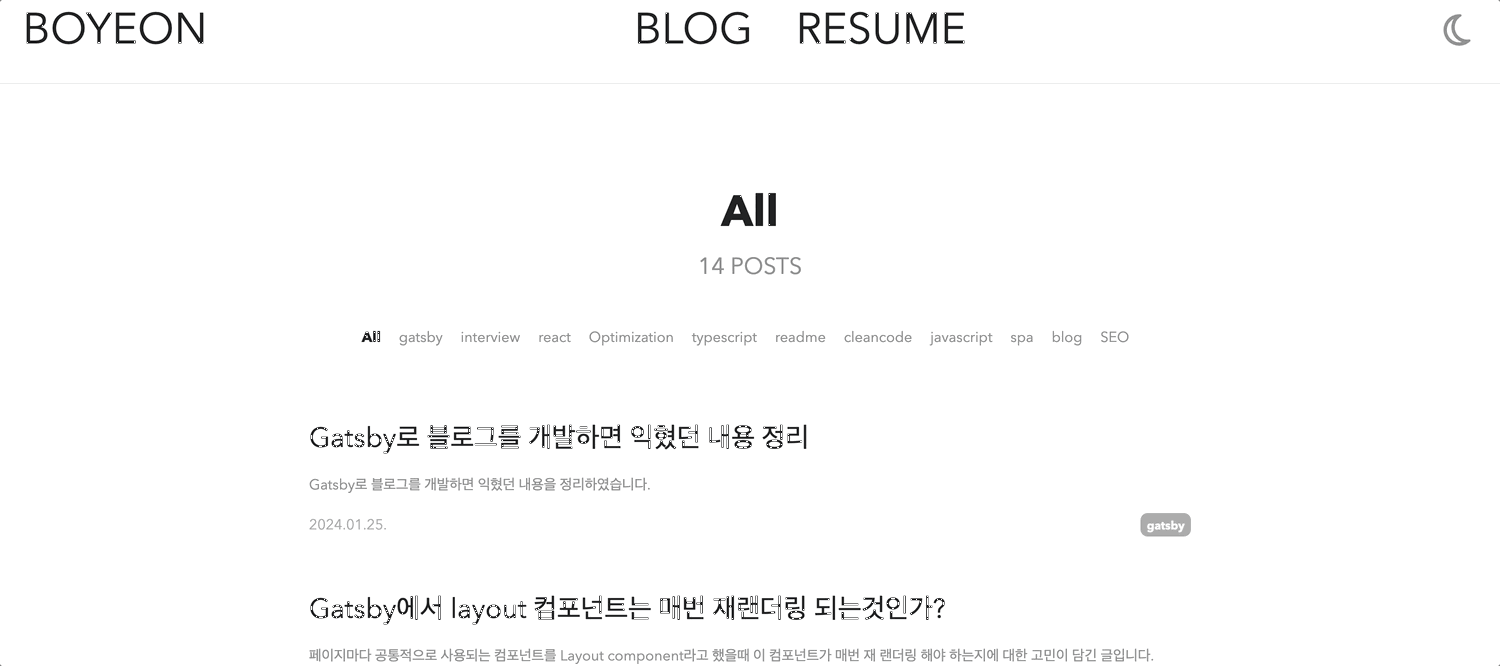 BOYEON BLOG RESUME
All
14 POSTS
All gatsby interview react Optimization typescript readme cleancode javascript spa blog SEO
Gatsby로 블로그를 개발하면 익혔던 내용 정리
Gatsby로 블로그를 개발하면 익혔던 내용을 정리하였습니다.
2024.01.25. gatsby
Gatsby에서 layout 컴포넌트는 매번 재랜더링 되는것인가?
페이지마다 공통적으로 사용되는 컴포넌트를 Layout component라고 했을때 이 컴포넌트가 매번 재 랜더링 해야 하는지에 대한 고민이 담긴 글입니다.